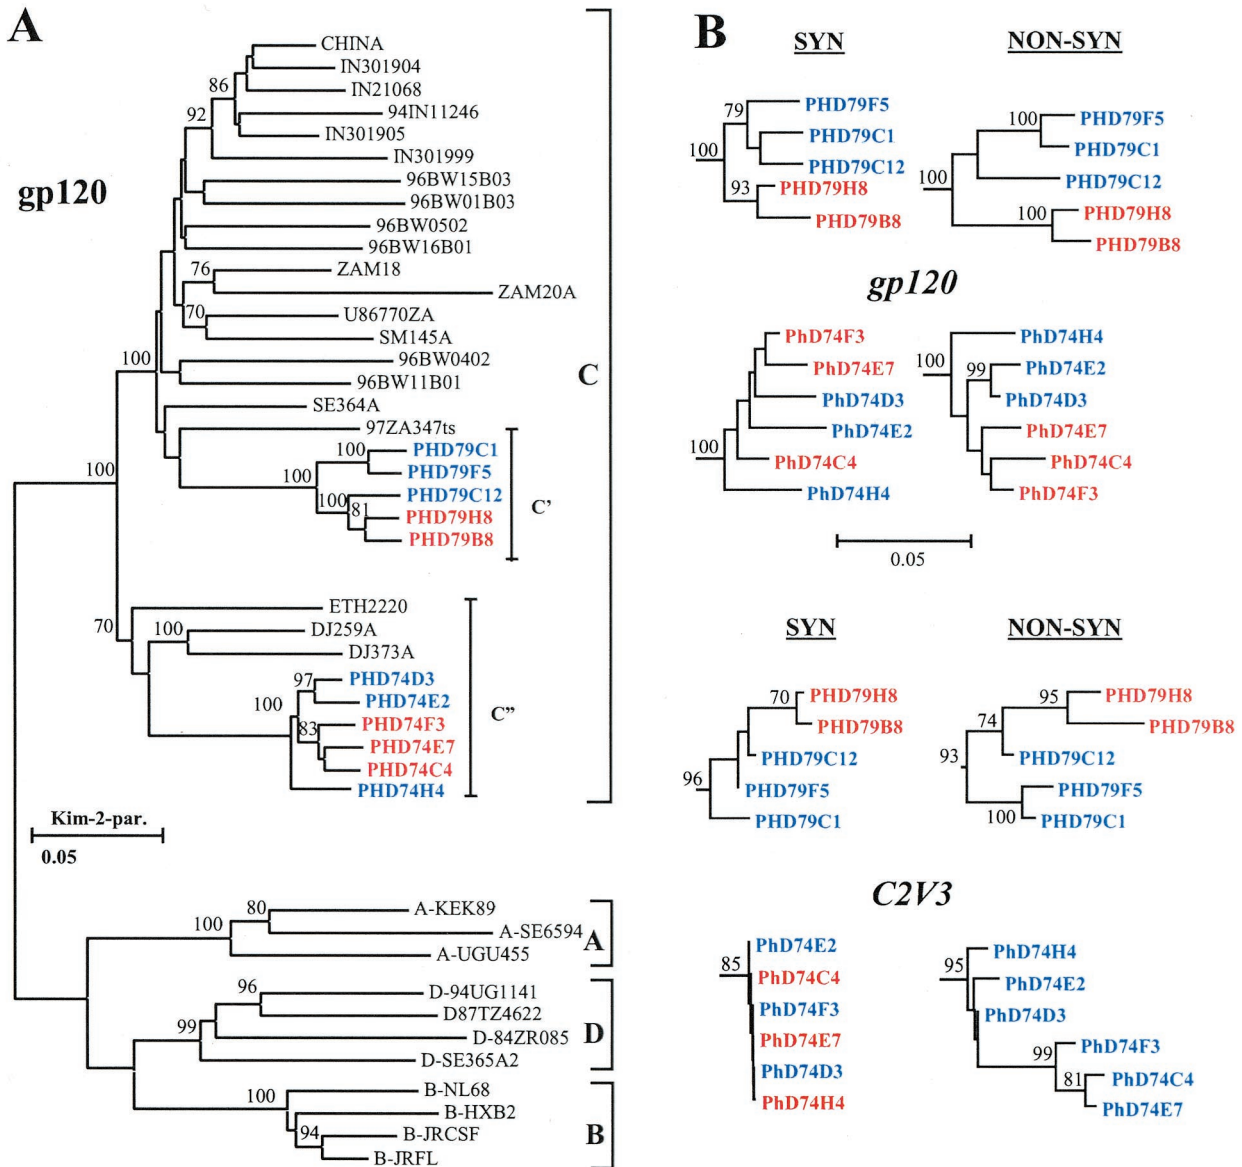 A
gp120
CHINA
IN301904
IN21068
86
94IN11246
92
IN301905
IN301999
96BW15B03
96BW01B03
96BW0502
96BW16B01
76
ZAM18
ZAM20A
70
U86770ZA
SM145A
100
96BW0402
96BW11B01
C
SE364A
97ZA347ts
100
100
PHD79C1
PHD79F5
100
PHD79C12
100
81
PHD79H8
PHD79B8
C'
ETH2220
70
100
DJ259A
DJ373A
97
PHD74D3
PHD74E2
100
83
PHD74F3
PHD74E7
PHD74C4
PHD74H4
C"
Kim-2-par.
0.05
80
A-KEK89
100
A-SE6594
A-UGU455
A
96
D-94UG1141
D87TZ4622
99
D-84ZR085
D-SE365A2
D
100
B-NL68
B-HXB2
94
B-JRCSF
B-JRFL
B
B
SYN
79
PHD79F5
PHD79C1
100
PHD79C12
93
PHD79H8
PHD79B8
NON-SYN
100
PHD79F5
PHD79C1
100
PHD79C12
100
PHD79H8
PHD79B8
gp120
PhD74F3
PhD74E7
PhD74D3
PhD74E2
100
PhD74C4
PhD74H4
PhD74H4
100
99
PhD74E2
PhD74D3
PhD74E7
PhD74C4
PhD74F3
0.05
SYN
70
PHD79H8
PHD79B8
PHD79C12
96
PHD79F5
PHD79C1
NON-SYN
95
PHD79H8
74
PHD79B8
93
PHD79C12
PHD79F5
100
PHD79C1
C2V3
PhD74E2
85
PhD74C4
PhD74F3
PhD74E7
PhD74D3
PhD74H4
95
PhD74H4
PhD74E2
PhD74D3
99
PhD74F3
81
PhD74C4
PhD74E7